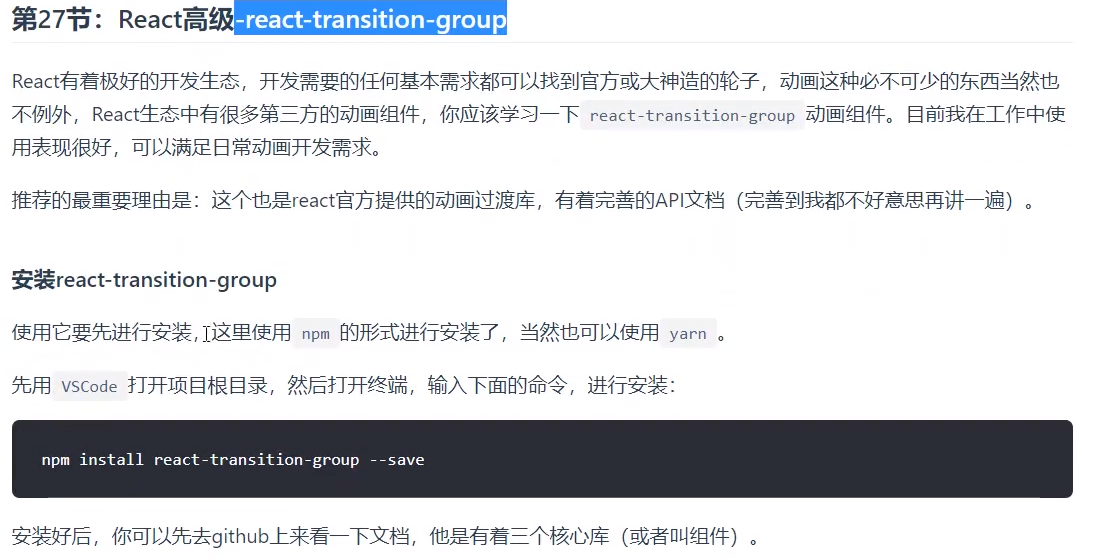 第27节：React高级-react-transition-group
React有着极好的开发生态，开发需要的任何基本需求都可以找到官方或大神造的轮子，动画这种必不可少的东西当然也
不例外，React生态中有很多第三方的动画组件，你应该学习一下 react-transition-group 动画组件。目前我在工作中使
用表现很好，可以满足日常动画开发需求。
推荐的最重要理由是：这个也是react官方提供的动画过渡库，有着完善的API文档（完善到我都不好意思再讲一遍）。
安装react-transition-group
使用它要先进行安装，这里使用 npm 的形式进行安装了，当然也可以使用 yarn 。
先用 VSCode 打开项目根目录，然后打开终端，输入下面的命令，进行安装：
npm install react-transition-group --save
安装好后，你可以先去github上来看一下文档，他是有着三个核心库（或者叫组件）。